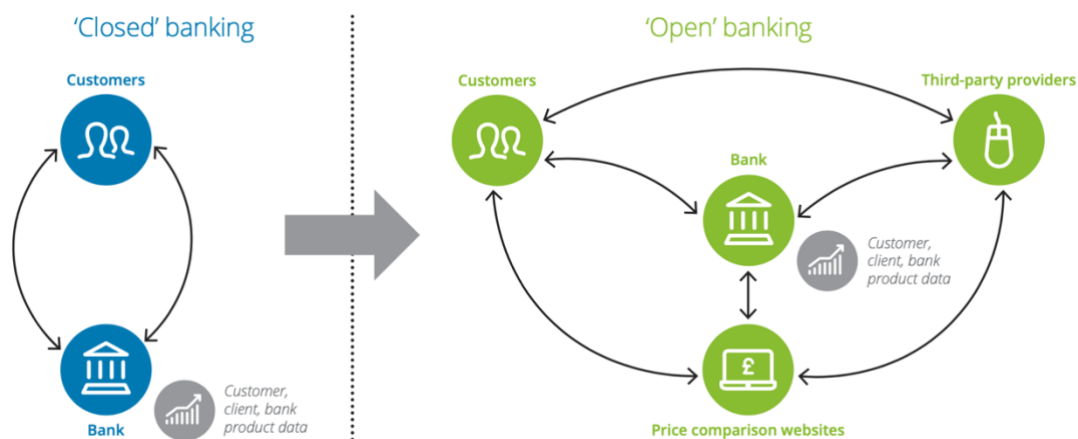 ‘Closed’ banking
Customers
Bank
Customer,
client, bank
product data
‘Open’ banking
Customers
Third-party providers
Bank
Customer,
client, bank
product data
£
Price comparison websites